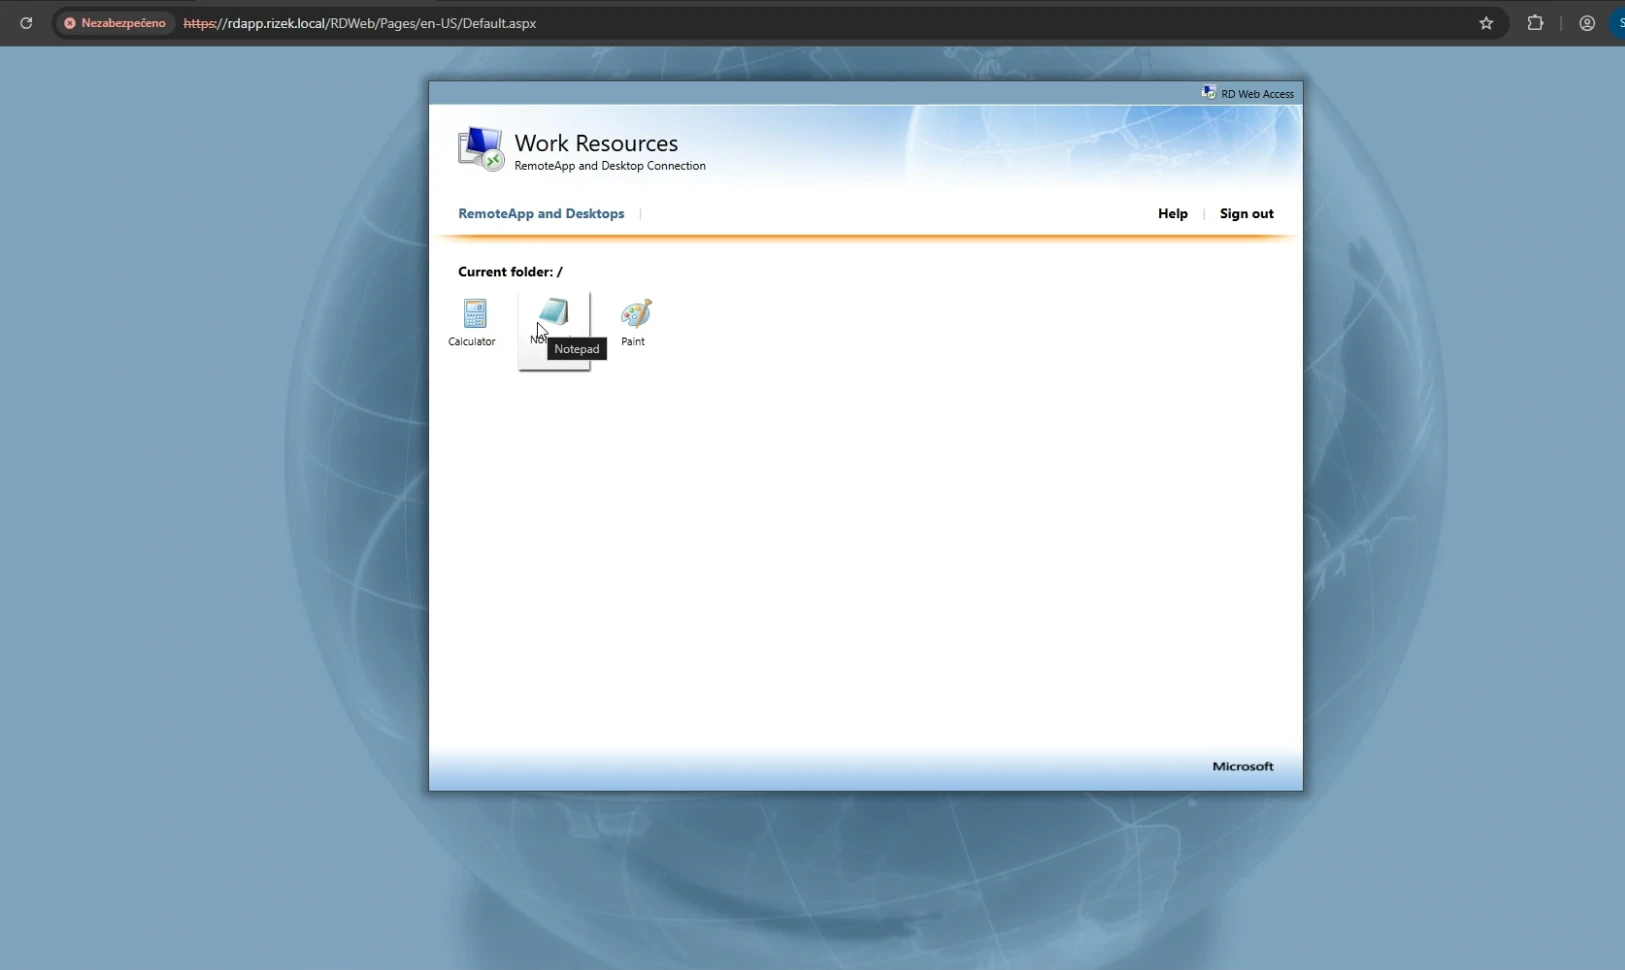 Nezabezpečeno https://rdapp.rizek.local/RDWeb/Pages/en-US/Default.aspx
RD Web Access
Work Resources
RemoteApp and Desktop Connection
RemoteApp and Desktops Help Sign out
Current folder: /
Calculator Notepad Paint
Microsoft